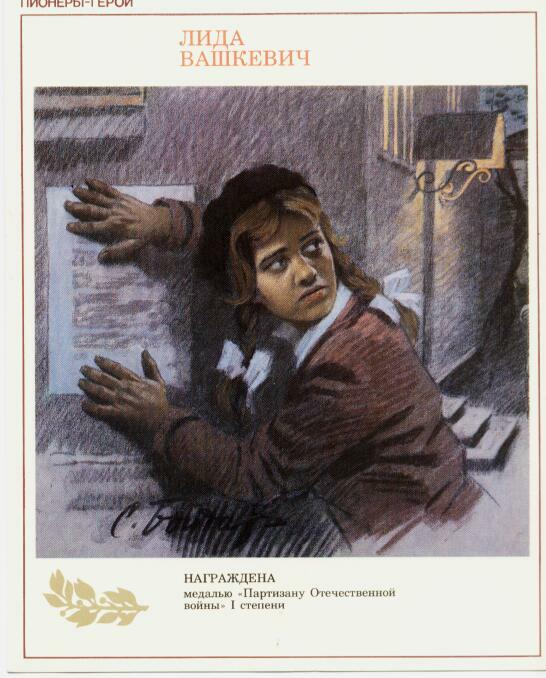 ПИОНЕРЫ-ГЕРОИ
ЛИДА
ВАШКЕВИЧ
НАГРАЖДЕНА
медалью «Партизану Отечественной
войны» I степени